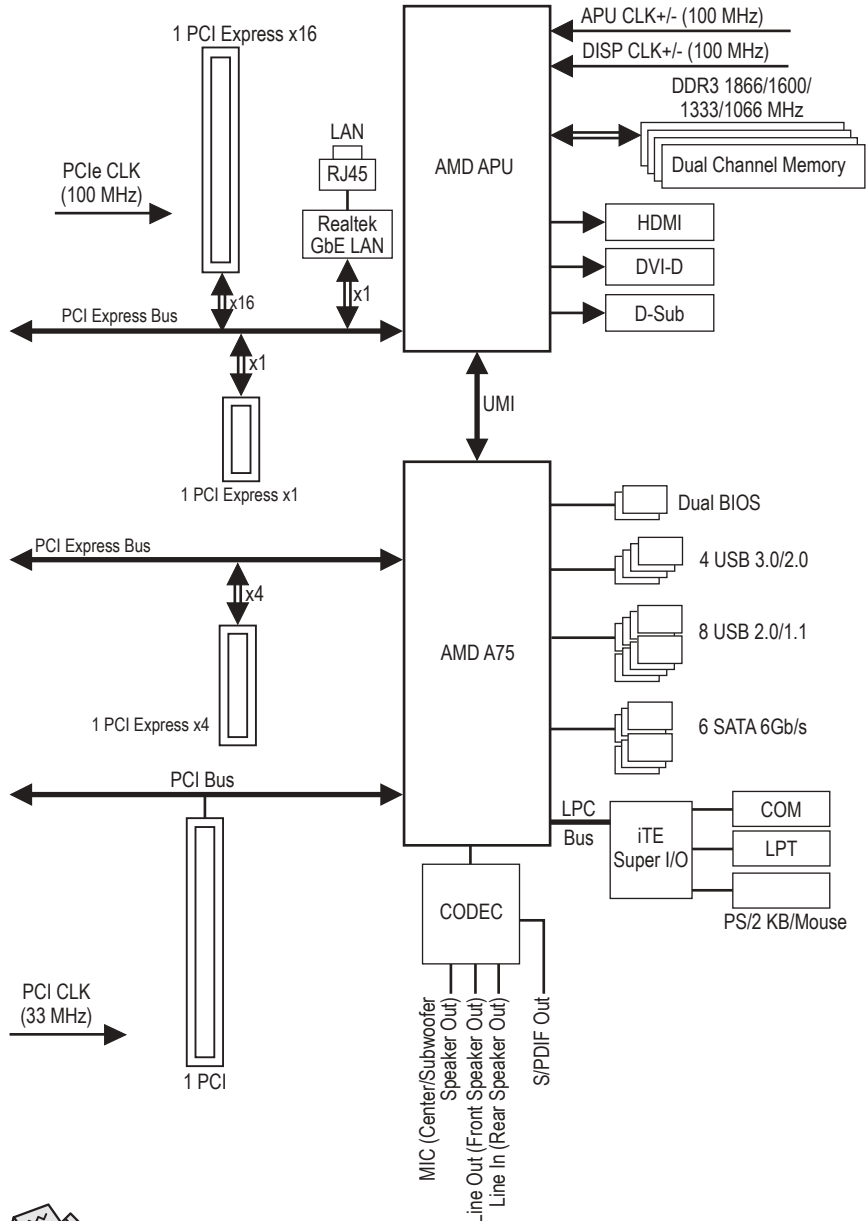 1 PCI Express x16
APU CLK+/- (100 MHz)
DISP CLK+/- (100 MHz)
DDR3 1866/1600/
1333/1066 MHz
Dual Channel Memory
LAN
RJ45
Realtek
GbE LAN
PCIe CLK
(100 MHz)
AMD APU
HDMI
DVI-D
D-Sub
x16
x1
PCI Express Bus
x1
1 PCI Express x1
UMI
PCI Express Bus
x4
1 PCI Express x4
AMD A75
Dual BIOS
4 USB 3.0/2.0
8 USB 2.0/1.1
6 SATA 6Gb/s
PCI Bus
LPC
Bus
iTE
Super I/O
COM
LPT
PS/2 KB/Mouse
CODEC
PCI CLK
(33 MHz)
1 PCI
MIC (Center/Subwoofer
Speaker Out)
Line Out (Front Speaker Out)
Line In (Rear Speaker Out)
S/PDIF Out